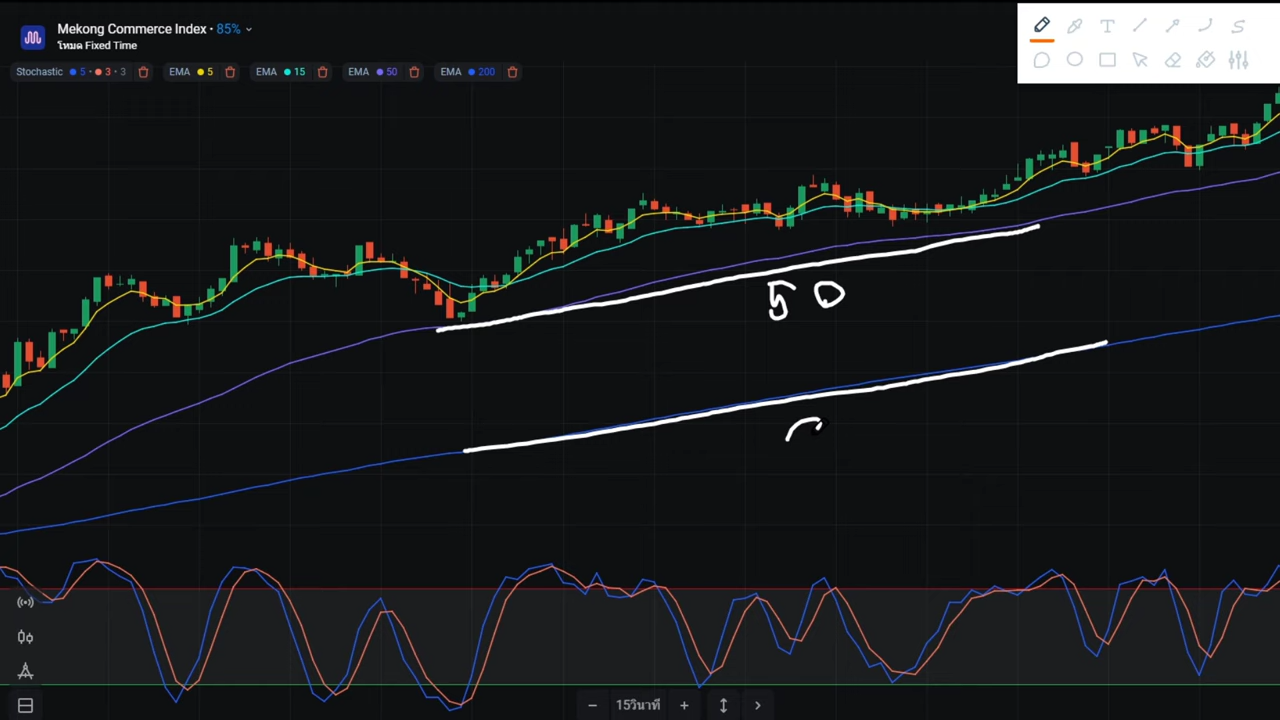 Mekong Commerce Index • 85%
โหมด Fixed Time
Stochastic 5 • 3 • 3 EMA 5 EMA 15 EMA 50 EMA 200
50
15วินาที